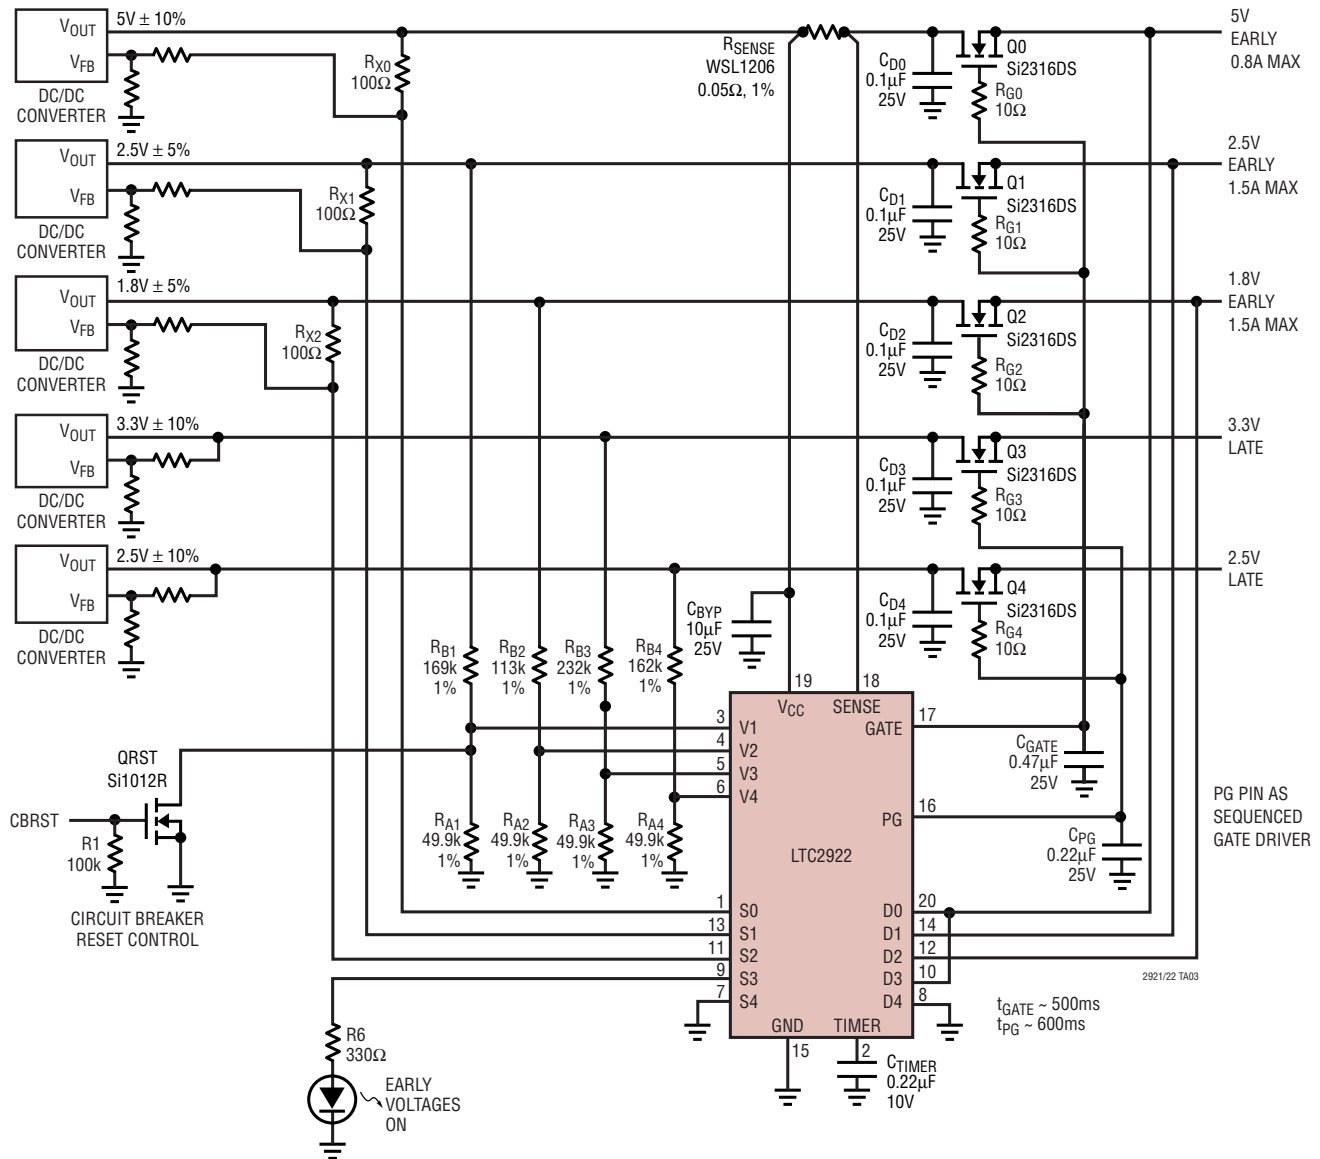 VOUT
5V ± 10%
VFB
DC/DC
CONVERTER
RX0
100Ω
RSENSE
WSL1206
0.05Ω, 1%
CD0
0.1µF
25V
Q0
Si2316DS
RG0
10Ω
5V
EARLY
0.8A MAX
VOUT
2.5V ± 5%
VFB
DC/DC
CONVERTER
RX1
100Ω
CD1
0.1µF
25V
Q1
Si2316DS
RG1
10Ω
2.5V
EARLY
1.5A MAX
VOUT
1.8V ± 5%
VFB
DC/DC
CONVERTER
RX2
100Ω
CD2
0.1µF
25V
Q2
Si2316DS
RG2
10Ω
1.8V
EARLY
1.5A MAX
VOUT
3.3V ± 10%
VFB
DC/DC
CONVERTER
CD3
0.1µF
25V
Q3
Si2316DS
RG3
10Ω
3.3V
LATE
VOUT
2.5V ± 10%
VFB
DC/DC
CONVERTER
CBYP
10µF
25V
CD4
0.1µF
25V
Q4
Si2316DS
RG4
10Ω
2.5V
LATE
RB1
169k
1%
RB2
113k
1%
RB3
232k
1%
RB4
162k
1%
19
18
VCC
SENSE
3
V1
4
V2
5
V3
6
V4
GATE
17
CGATE
0.47µF
25V
QRST
Si1012R
CBRST
R1
100k
CIRCUIT BREAKER
RESET CONTROL
RA1
49.9k
1%
RA2
49.9k
1%
RA3
49.9k
1%
RA4
49.9k
1%
LTC2922
PG
16
CPG
0.22µF
25V
PG PIN AS
SEQUENCED
GATE DRIVER
1
S0
13
S1
11
S2
9
S3
7
S4
D0
20
D1
14
D2
12
D3
10
D4
8
2921/22 TA03
tGATE ~ 500ms
tPG ~ 600ms
GND
TIMER
15
2
CTIMER
0.22µF
10V
R6
330Ω
EARLY
VOLTAGES
ON